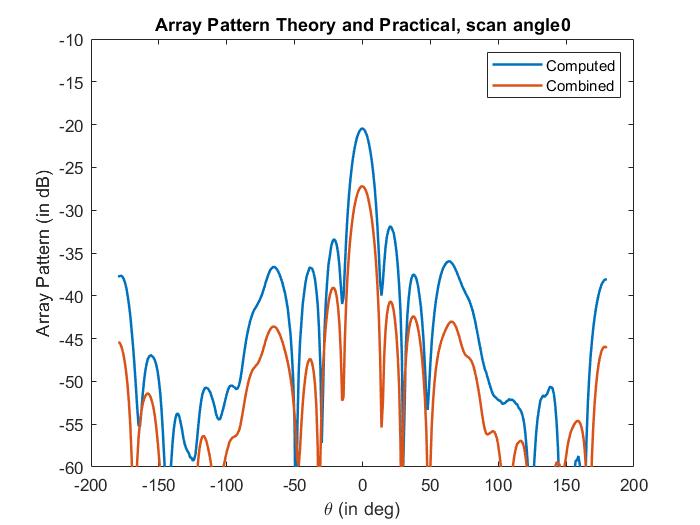 Array Pattern Theory and Practical, scan angle0
-10
-15
-20
-25
-30
-35
-40
-45
-50
-55
-60
Array Pattern (in dB)
Computed
Combined
-200 -150 -100 -50 0 50 100 150 200
θ (in deg)